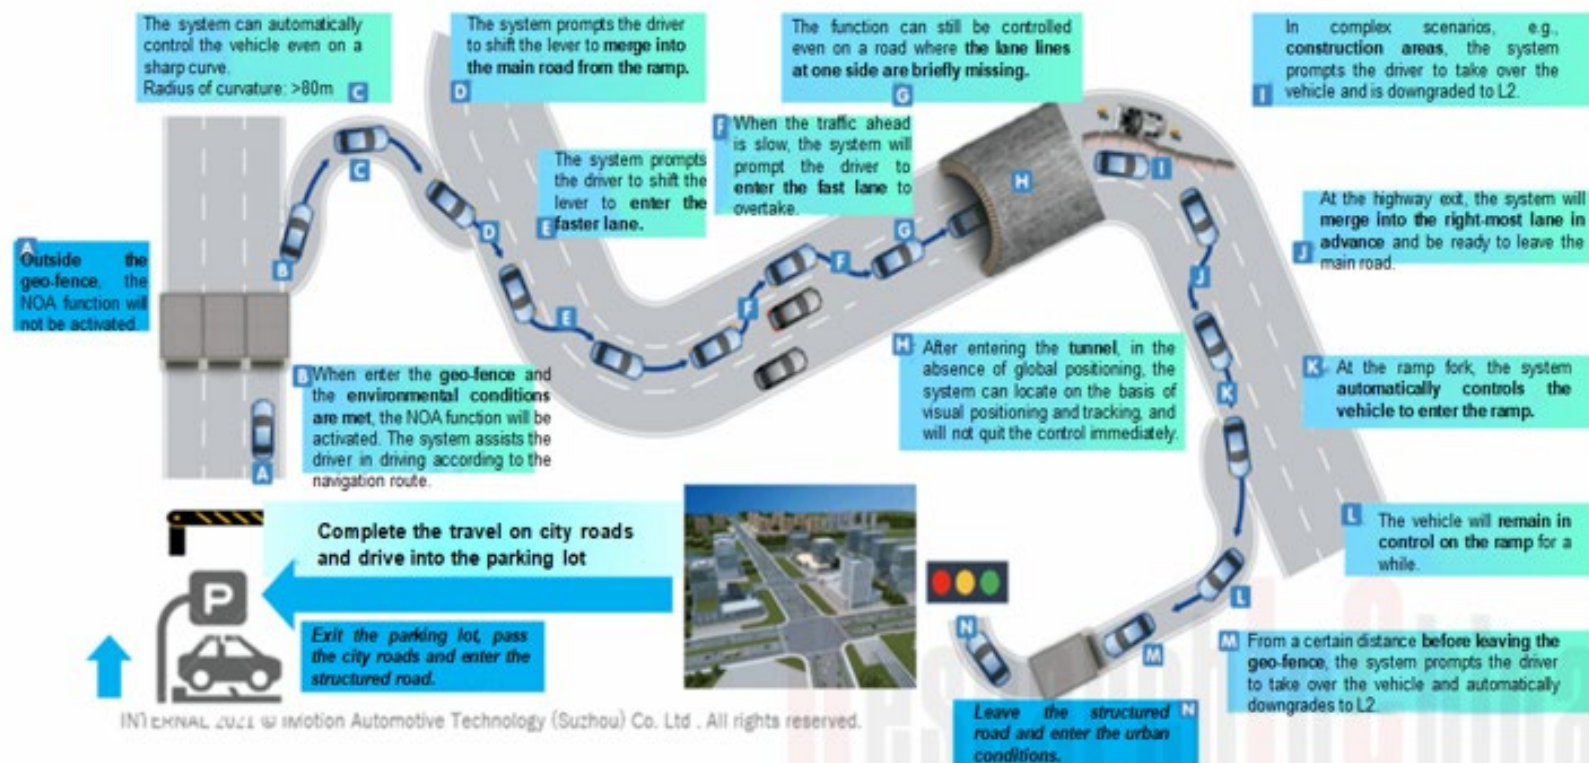 The system can automatically
control the vehicle even on a
sharp curve.
Radius of curvature: >80m
C
The system prompts the driver
to shift the lever to merge into
the main road from the ramp.
D
The function can still be controlled
even on a road where the lane lines
at one side are briefly missing.
G
In complex scenarios, e.g.,
construction areas, the system
prompts the driver to take over the
vehicle and is downgraded to L2.
I
F
When the traffic ahead
is slow, the system will
prompt the driver to
enter the fast lane to
overtake.
The system prompts
the driver to shift the
lever to enter the
faster lane.
E
At the highway exit, the system will
merge into the right-most lane in
advance and be ready to leave the
main road.
J
A
Outside the
geo-fence, the
NOA function will
not be activated.
B
C
D
E
F
F
G
H
I
J
K
H
After entering the tunnel, in the
absence of global positioning, the
system can locate on the basis of
visual positioning and tracking, and
will not quit the control immediately.
K
At the ramp fork, the system
automatically controls the
vehicle to enter the ramp.
B
When enter the geo-fence and
the environmental conditions
are met, the NOA function will be
activated. The system assists the
driver in driving according to the
navigation route.
A
L
The vehicle will remain in
control on the ramp for a
while.
Complete the travel on city roads
and drive into the parking lot
P
Exit the parking lot, pass
the city roads and enter the
structured road.
L
N
M
M
From a certain distance before leaving the
geo-fence, the system prompts the driver
to take over the vehicle and automatically
downgrades to L2.
N
Leave the structured
road and enter the urban
conditions.
INTERNAL 2021 © iMotion Automotive Technology (Suzhou) Co. Ltd . All rights reserved.